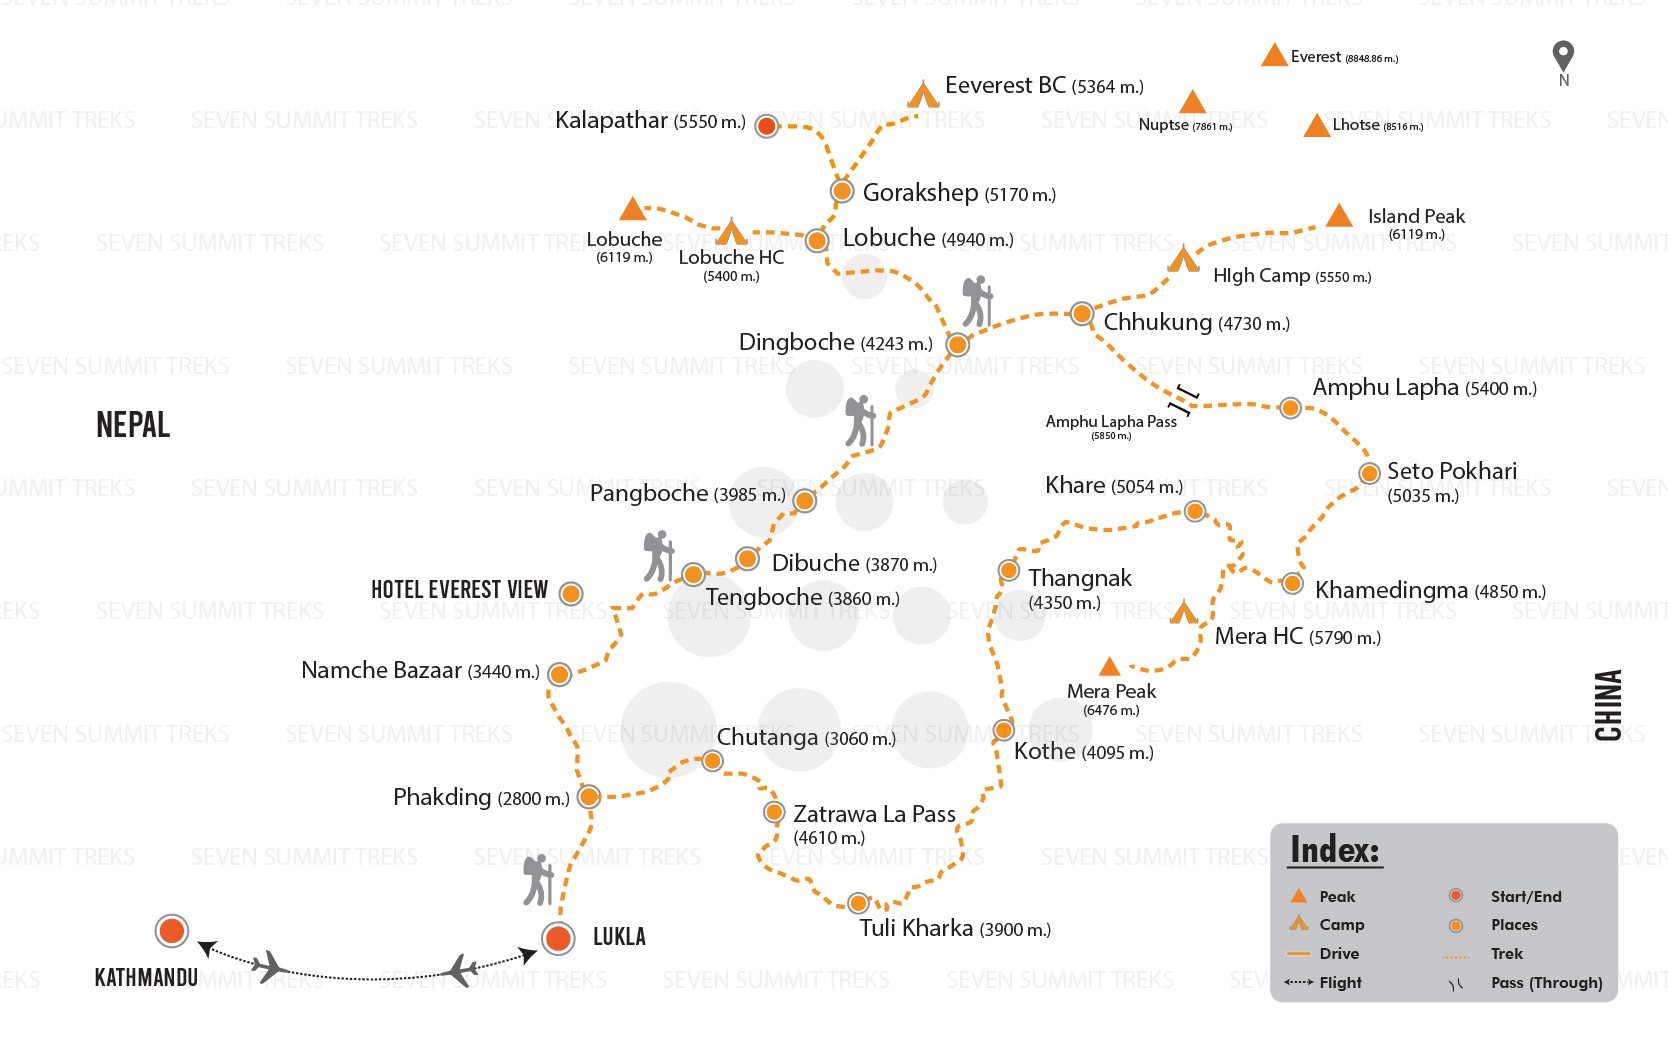 Everest (8848.86 m.)
N
Eeverest BC (5364 m.)
Nuptse (7861 m.)
Lhotse (8516 m.)
Kalapathar (5550 m.)
Gorakshep (5170 m.)
Island Peak
(6119 m.)
Lobuche
(6119 m.)
Lobuche HC
(5400 m.)
Lobuche (4940 m.)
HIgh Camp (5550 m.)
Chhukung (4730 m.)
Dingboche (4243 m.)
Amphu Lapha (5400 m.)
Amphu Lapha Pass
(5850 m.)
NEPAL
Seto Pokhari
(5035 m.)
Khare (5054 m.)
Pangboche (3985 m.)
Dibuche (3870 m.)
Thangnak
(4350 m.)
Khamedingma (4850 m.)
HOTEL EVEREST VIEW
Tengboche (3860 m.)
Mera HC (5790 m.)
Namche Bazaar (3440 m.)
Mera Peak
(6476 m.)
CHINA
Chutanga (3060 m.)
Kothe (4095 m.)
Phakding (2800 m.)
Zatrawa La Pass
(4610 m.)
Tuli Kharka (3900 m.)
LUKLA
KATHMANDU
Index:
Peak
Start/End
Camp
Places
Drive
Trek
Flight
Pass (Through)
SEVEN SUMMIT TREKS